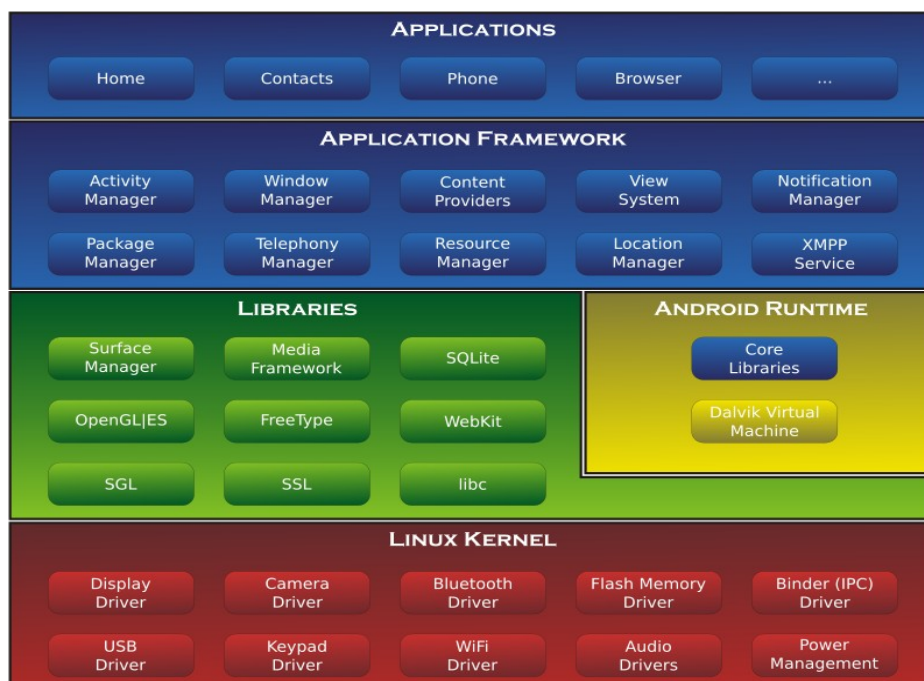 APPLICATIONS
Home
Contacts
Phone
Browser
...
APPLICATION FRAMEWORK
Activity
Manager
Window
Manager
Content
Providers
View
System
Notification
Manager
Package
Manager
Telephony
Manager
Resource
Manager
Location
Manager
XMPP
Service
LIBRARIES
Surface
Manager
Media
Framework
SQLite
OpenGL|ES
FreeType
WebKit
SGL
SSL
libc
ANDROID RUNTIME
Core
Libraries
Dalvik Virtual
Machine
LINUX KERNEL
Display
Driver
Camera
Driver
Bluetooth
Driver
Flash Memory
Driver
Binder (IPC)
Driver
USB
Driver
Keypad
Driver
WiFi
Driver
Audio
Drivers
Power
Management